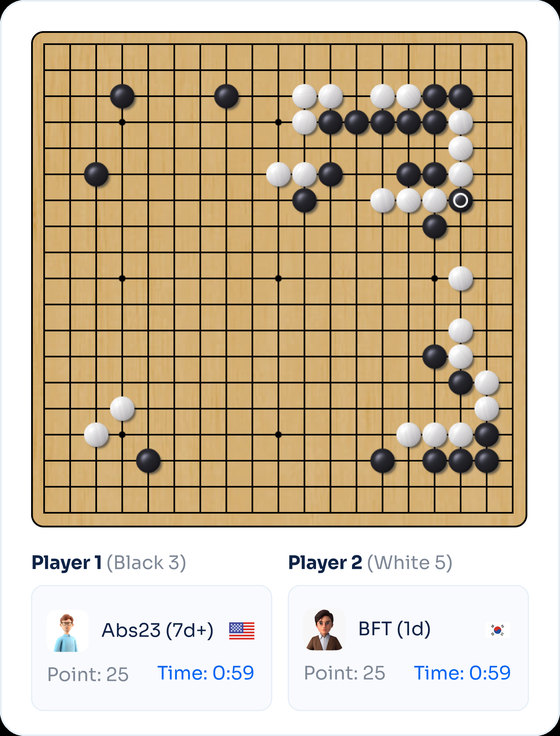 Player 1 (Black 3)
Player 2 (White 5)
Abs23 (7d+)
BFT (1d)
Point: 25
Time: 0:59
Point: 25
Time: 0:59